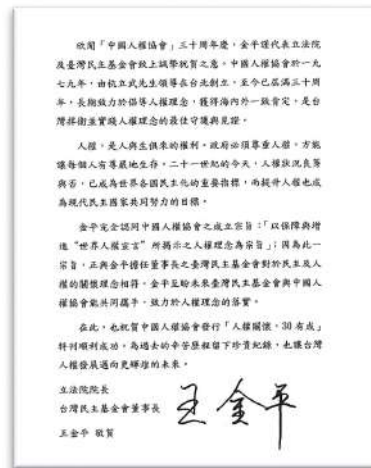 欣聞「中國人權協會」三十周年慶，金平謹代表立法院
及臺灣民主基金會致上誠摯祝賀之意。中國人權協會於一九
七九年，由杭立武先生領導在台北創立，至今已屆滿三十周
年，長期致力於倡導人權理念，獲得海內外一致肯定，是台
灣捍衛並實踐人權理念的最佳守護與見證。
人權，是人與生俱來的權利。政府必須尊重人權，方能
讓每個人有尊嚴地生存。二十一世紀的今天，人權狀況良莠
與否，已成為世界各國民主化的重要指標，而提升人權也成
為現代民主國家共同努力的目標。
金平完全認同中國人權協會之成立宗旨：「以保障與增
進“世界人權宣言”所揭示之人權理念為宗旨」；因為此一
宗旨，正與金平擔任董事長之臺灣民主基金會對於民主及人
權的關懷理念相符。金平至盼未來臺灣民主基金會與中國人
權協會能共同攜手，致力於人權理念的落實。
在此，也祝賀中國人權協會發行「人權關懷，30有成」
特刊順利成功，為過去的辛苦歷程留下珍貴紀錄，也讓台灣
人權發展邁向更輝煌的未來。
立法院院長
台灣民主基金會董事長
王金平
王金平 敬賀